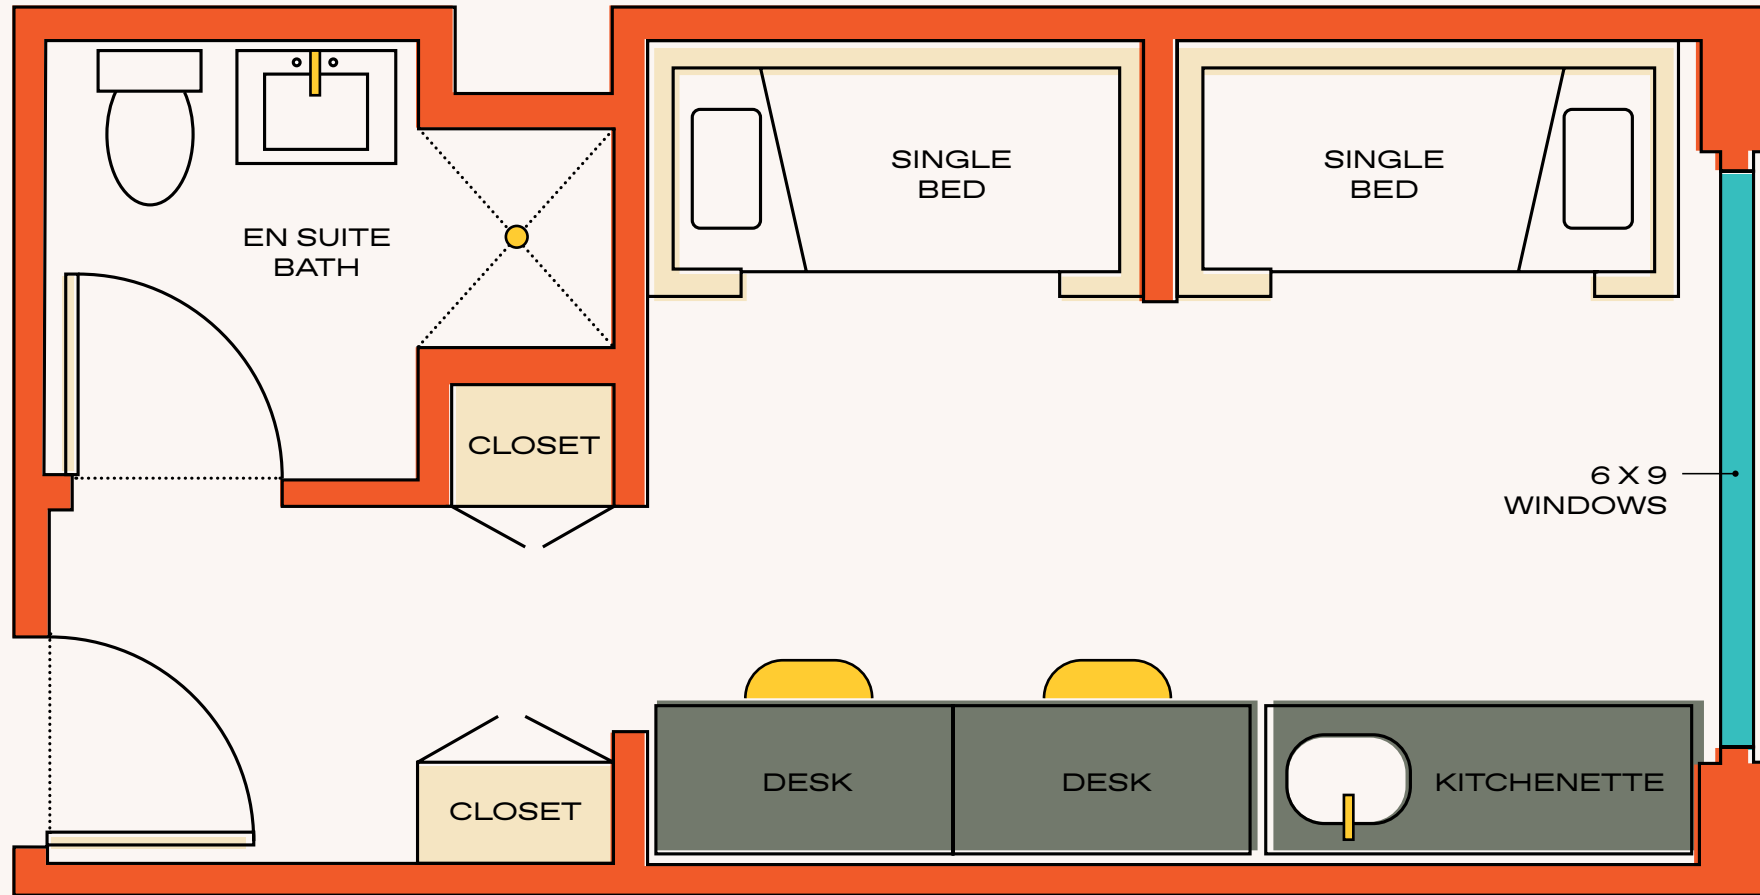 SINGLE
BED
SINGLE
BED
EN SUITE
BATH
CLOSET
6 X 9
WINDOWS
DESK
DESK
KITCHENETTE
CLOSET